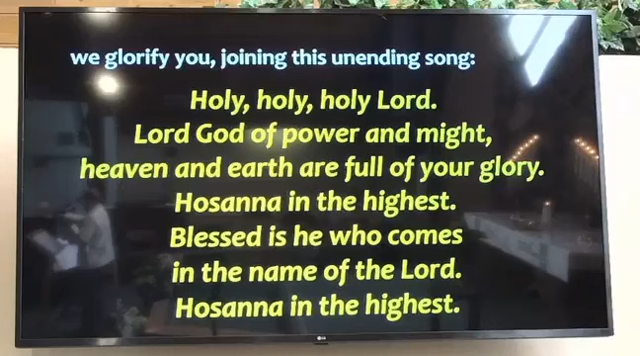 we glorify you, joining this unending song:
Holy, holy, holy Lord.
Lord God of power and might,
heaven and earth are full of your glory.
Hosanna in the highest.
Blessed is he who comes
in the name of the Lord.
Hosanna in the highest.
LG